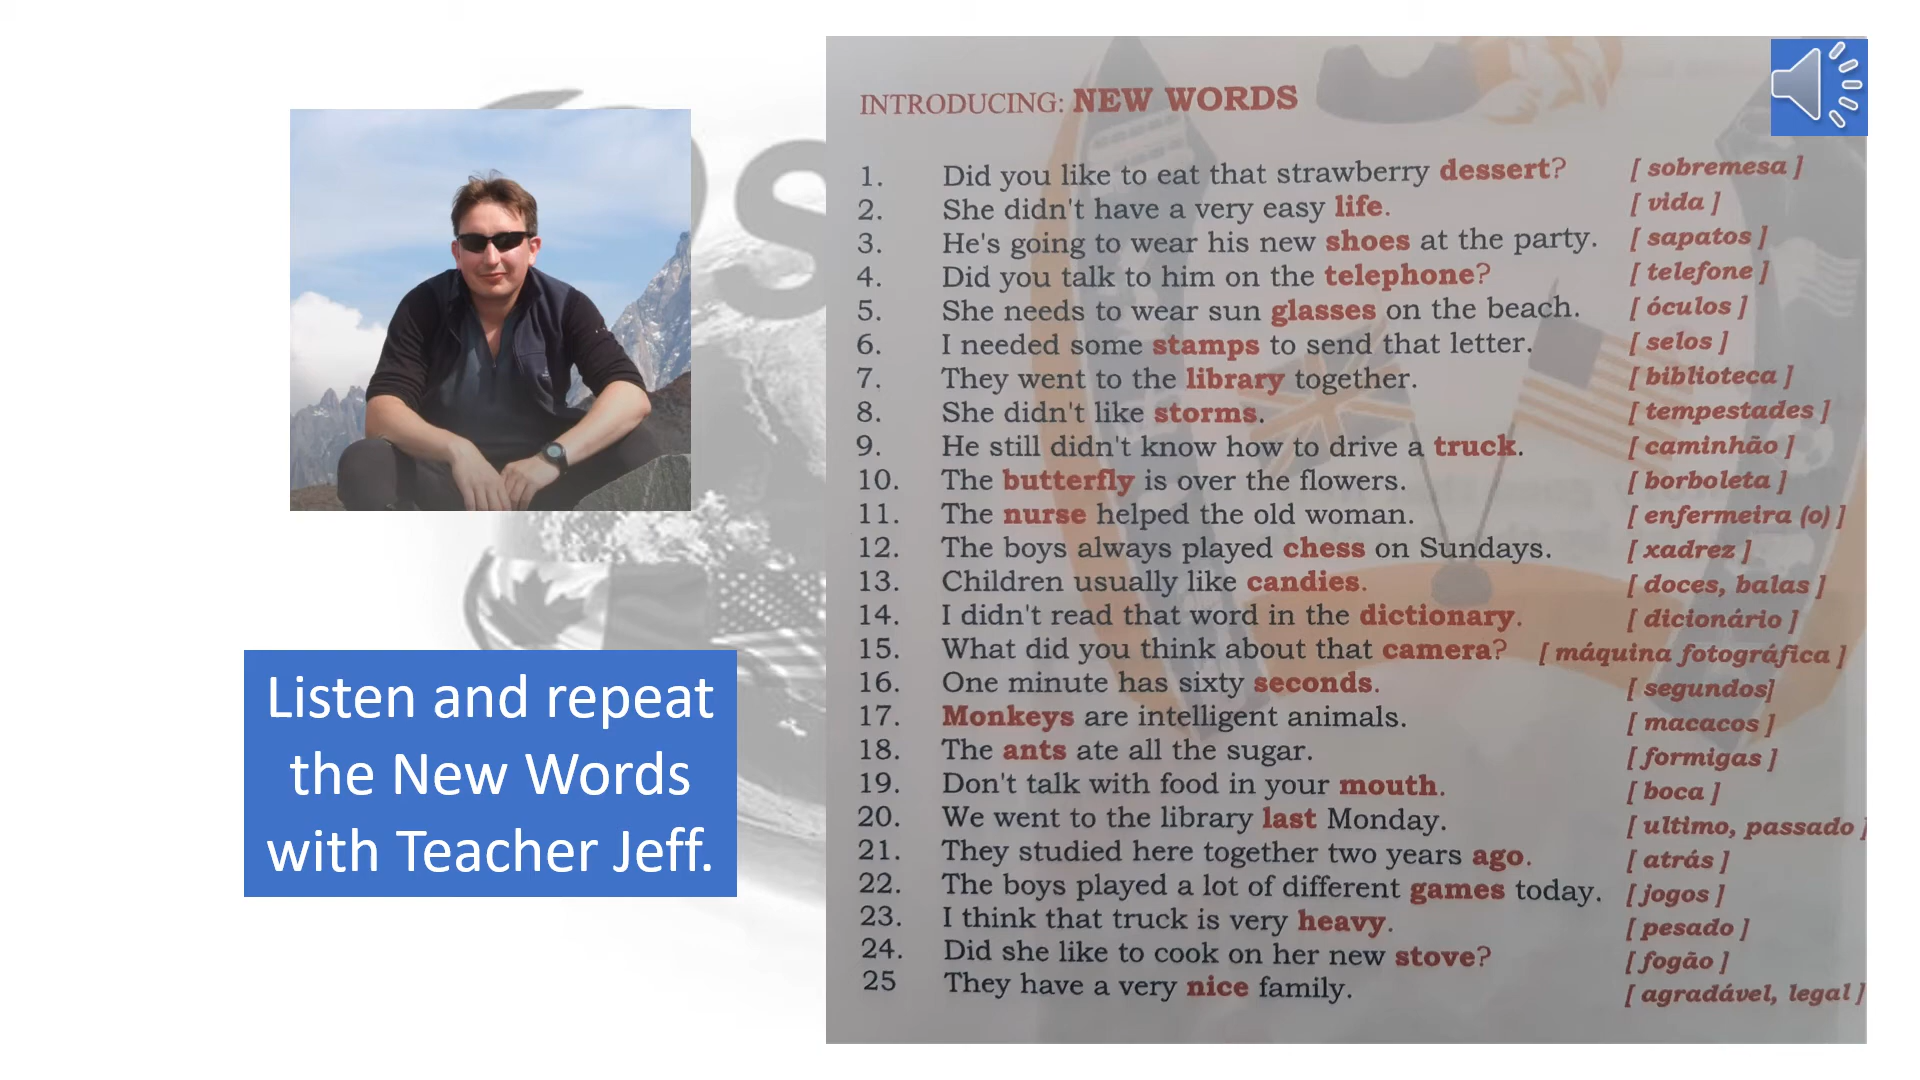 Listen and repeat
the New Words
with Teacher Jeff.
INTRODUCING: NEW WORDS
1. Did you like to eat that strawberry dessert? [ sobremesa ]
2. She didn't have a very easy life. [ vida ]
3. He's going to wear his new shoes at the party. [ sapatos ]
4. Did you talk to him on the telephone? [ telefone ]
5. She needs to wear sun glasses on the beach. [ óculos ]
6. I needed some stamps to send that letter. [ selos ]
7. They went to the library together. [ biblioteca ]
8. She didn't like storms. [ tempestades ]
9. He still didn't know how to drive a truck. [ caminhão ]
10. The butterfly is over the flowers. [ borboleta ]
11. The nurse helped the old woman. [ enfermeira (o) ]
12. The boys always played chess on Sundays. [ xadrez ]
13. Children usually like candies. [ doces, balas ]
14. I didn't read that word in the dictionary. [ dicionário ]
15. What did you think about that camera? [ máquina fotográfica ]
16. One minute has sixty seconds. [ segundos]
17. Monkeys are intelligent animals. [ macacos ]
18. The ants ate all the sugar. [ formigas ]
19. Don't talk with food in your mouth. [ boca ]
20. We went to the library last Monday. [ ultimo, passado ]
21. They studied here together two years ago. [ atrás ]
22. The boys played a lot of different games today. [ jogos ]
23. I think that truck is very heavy. [ pesado ]
24. Did she like to cook on her new stove? [ fogão ]
25 They have a very nice family. [ agradável, legal ]